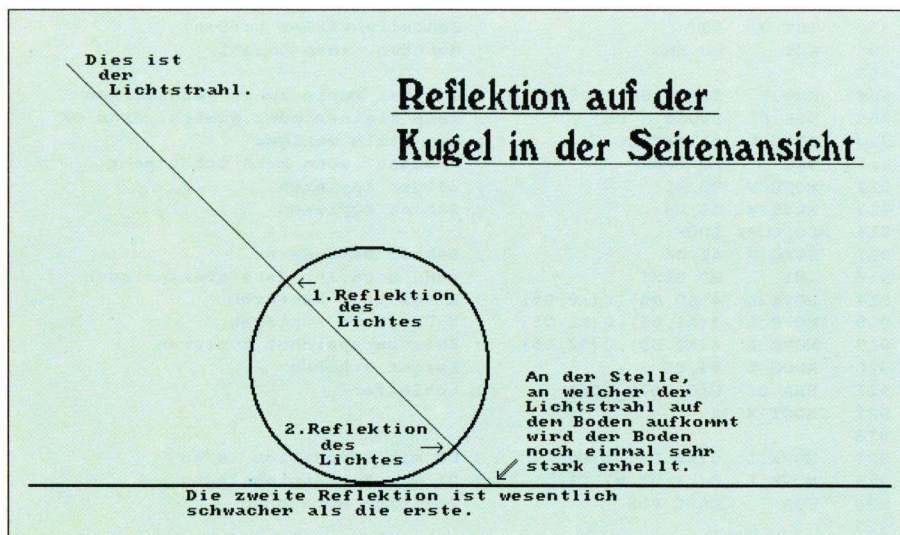 Dies ist
der
Lichtstrahl.
Reflektion auf der
Kugel in der Seitenansicht
1.Reflektion
des
Lichtes
2.Reflektion
des
Lichtes
An der Stelle,
an welcher der
Lichtstrahl auf
dem Boden aufkommt
wird der Boden
noch einmal sehr
stark erhellt.
Die zweite Reflektion ist wesentlich
schwacher als die erste.